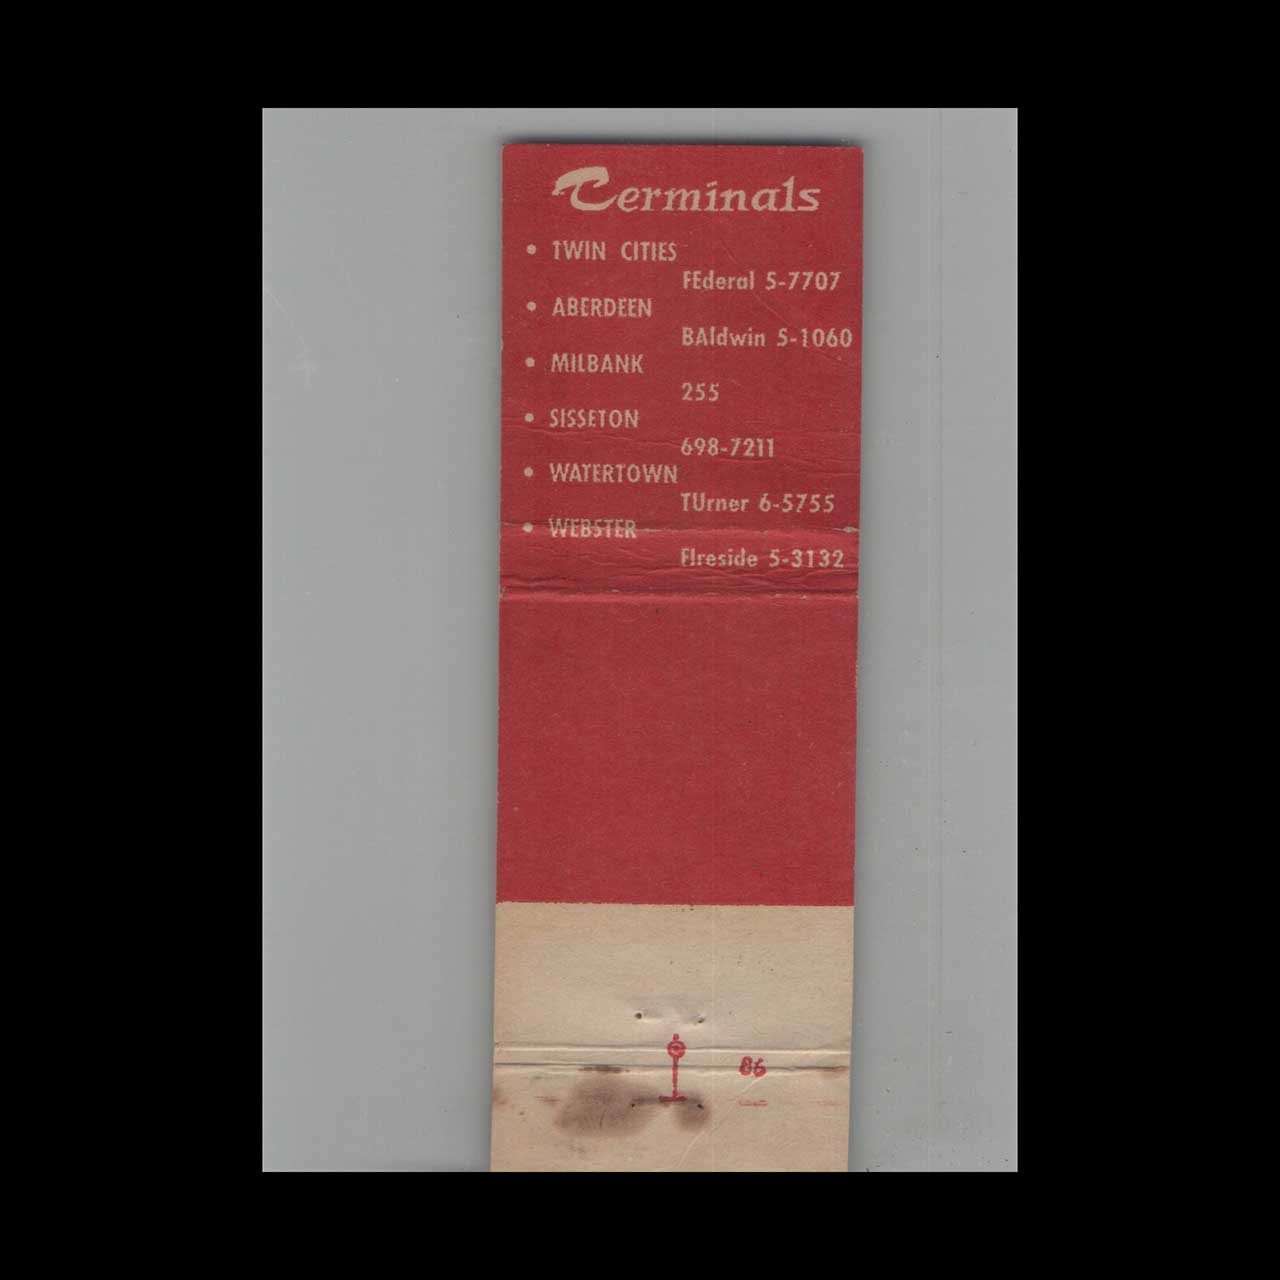 Terminals
• TWIN CITIES
FEderal 5-7707
• ABERDEEN
BAldwin 5-1060
• MILBANK
255
• SISSETON
698-7211
• WATERTOWN
TUrner 6-5755
• WEBSTER
FIreside 5-3132
86